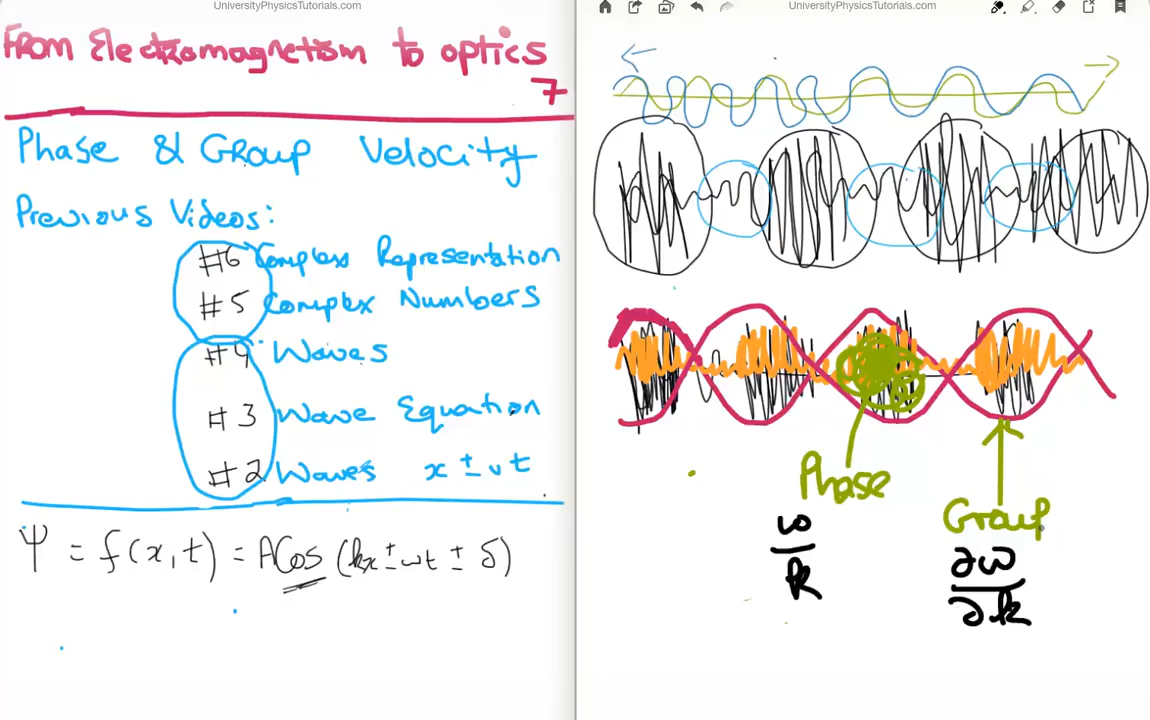 UniversityPhysicsTutorials.com
From Electromagnetism to optics
7
Phase & Group Velocity
Previous Videos:
#6 Complex Representation
#5 Complex Numbers
#4 Waves
#3 Wave Equation
#2 Waves x ± vt
Ψ = f(x,t) = ACos (kx ± ωt ± δ)
UniversityPhysicsTutorials.com
Phase
ω/k
Group
∂ω/∂k